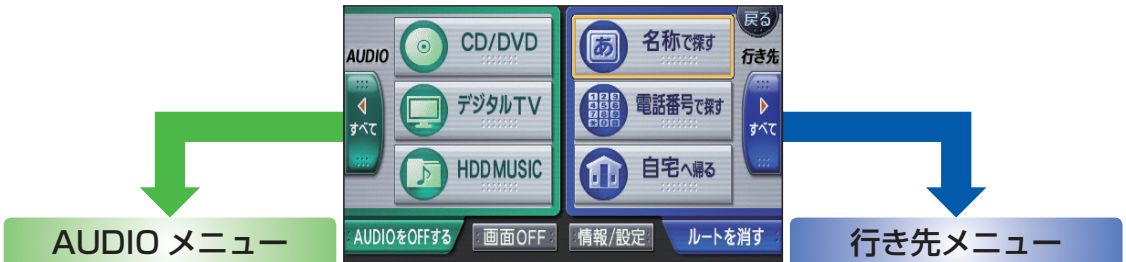 戻る
AUDIO
CD/DVD
あ 名称で探す
行き先
すべて
デジタルTV
電話番号で探す
すべて
HDD MUSIC
自宅へ帰る
AUDIOをOFFする
画面OFF
情報/設定
ルートを消す
AUDIO メニュー
行き先メニュー